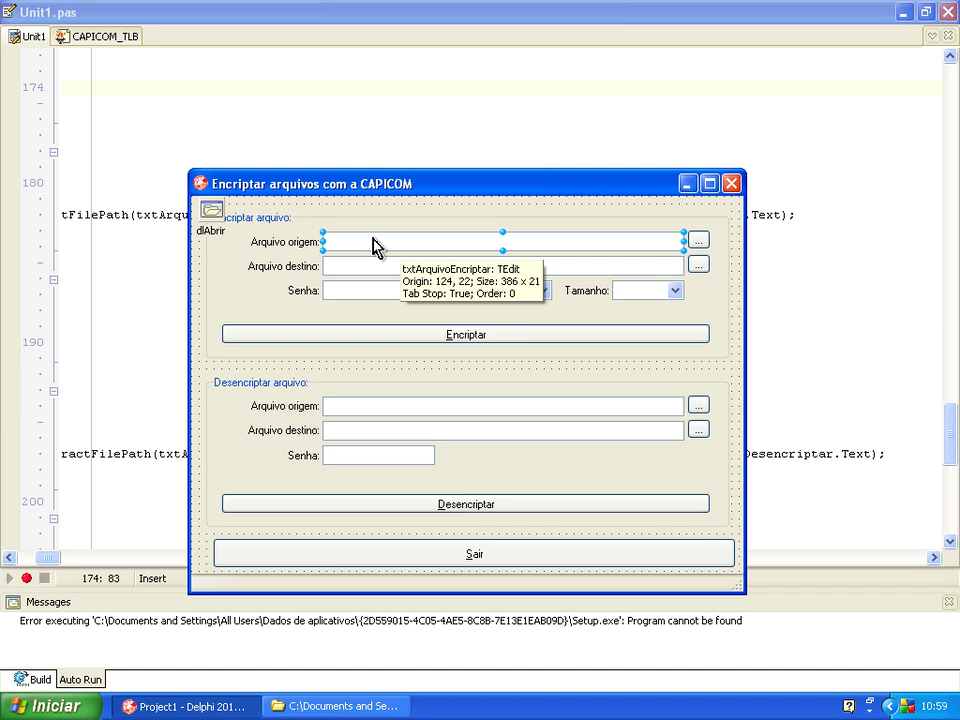 Unit1.pas
Unit1
CAPICOM_TLB
174
180
190
200
tFilePath(txtArqu
.Text);
ractFilePath(txtA
Desencriptar.Text);
Encriptar arquivos com a CAPICOM
criptar arquivo:
dlAbrir
Arquivo origem:
...
Arquivo destino:
...
txtArquivoEncriptar: TEdit
Origin: 124, 22; Size: 386 x 21
Tab Stop: True; Order: 0
Senha:
Tamanho:
Encriptar
Desencriptar arquivo:
Arquivo origem:
...
Arquivo destino:
...
Senha:
Desencriptar
Sair
174: 83
Insert
Messages
Error executing 'C:\Documents and Settings\All Users\Dados de aplicativos\{2D559015-4C05-4AE5-8C8B-7E13E1EAB09D}\Setup.exe': Program cannot be found
Build
Auto Run
Iniciar
Project1 - Delphi 201...
C:\Documents and Se...
10:59